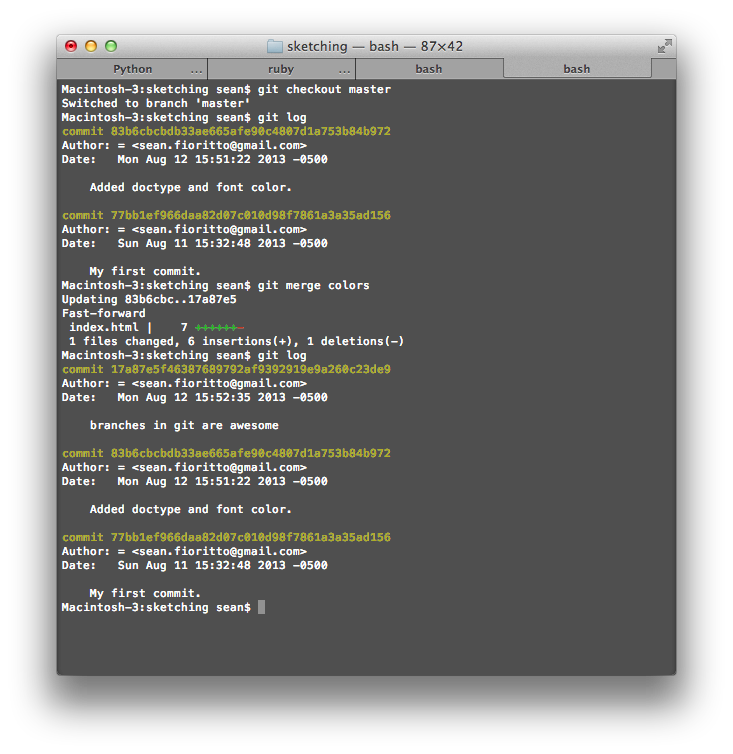 sketching — bash — 87×42
Python ... ruby ... bash bash
Macintosh-3:sketching sean$ git checkout master
Switched to branch 'master'
Macintosh-3:sketching sean$ git log
commit 83b6cbcbdb33ae665afe90c4807d1a753b84b972
Author: = <sean.fioritto@gmail.com>
Date:   Mon Aug 12 15:51:22 2013 -0500
    Added doctype and font color.
commit 77bb1ef966daa82d07c010d98f7861a3a35ad156
Author: = <sean.fioritto@gmail.com>
Date:   Sun Aug 11 15:32:48 2013 -0500
    My first commit.
Macintosh-3:sketching sean$ git merge colors
Updating 83b6cbc..17a87e5
Fast-forward
 index.html |    7 ++++++-
 1 files changed, 6 insertions(+), 1 deletions(-)
Macintosh-3:sketching sean$ git log
commit 17a87e5f46387689792af9392919e9a260c23de9
Author: = <sean.fioritto@gmail.com>
Date:   Mon Aug 12 15:52:35 2013 -0500
    branches in git are awesome
commit 83b6cbcbdb33ae665afe90c4807d1a753b84b972
Author: = <sean.fioritto@gmail.com>
Date:   Mon Aug 12 15:51:22 2013 -0500
    Added doctype and font color.
commit 77bb1ef966daa82d07c010d98f7861a3a35ad156
Author: = <sean.fioritto@gmail.com>
Date:   Sun Aug 11 15:32:48 2013 -0500
    My first commit.
Macintosh-3:sketching sean$